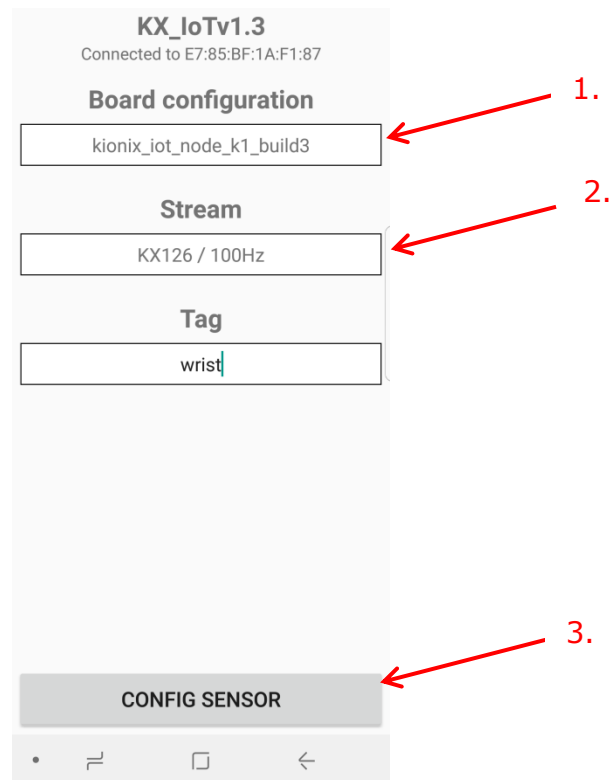 KX_IoTv1.3
Connected to E7:85:BF:1A:F1:87
Board configuration
1.
kionix_iot_node_k1_build3
2.
Stream
KX126 / 100Hz
Tag
wrist
3.
CONFIG SENSOR